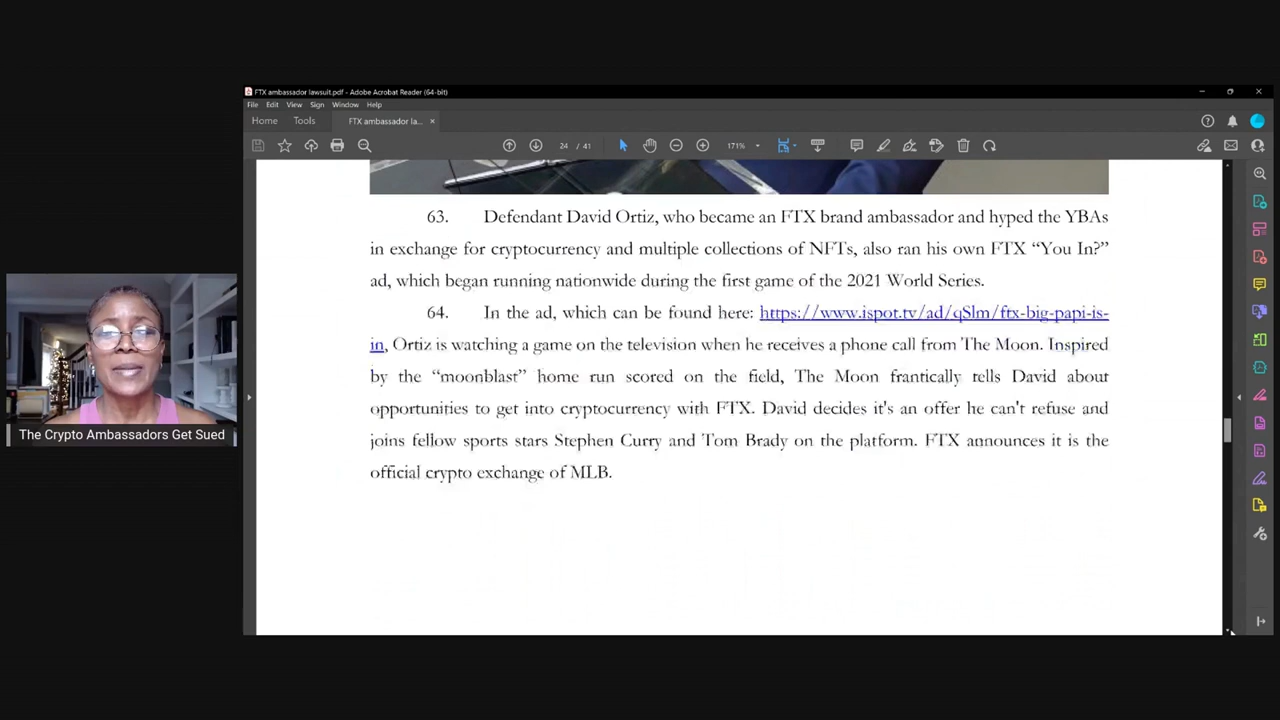 FTX ambassador lawsuit.pdf - Adobe Acrobat Reader (64-bit)
File Edit View Sign Window Help
Home Tools FTX ambassador la... ×
24 / 41 171%
63. Defendant David Ortiz, who became an FTX brand ambassador and hyped the YBAs
in exchange for cryptocurrency and multiple collections of NFTs, also ran his own FTX “You In?”
ad, which began running nationwide during the first game of the 2021 World Series.
64. In the ad, which can be found here: https://www.ispot.tv/ad/qSlm/ftx-big-papi-is-
in, Ortiz is watching a game on the television when he receives a phone call from The Moon. Inspired
by the “moonblast” home run scored on the field, The Moon frantically tells David about
opportunities to get into cryptocurrency with FTX. David decides it's an offer he can't refuse and
joins fellow sports stars Stephen Curry and Tom Brady on the platform. FTX announces it is the
official crypto exchange of MLB.
The Crypto Ambassadors Get Sued